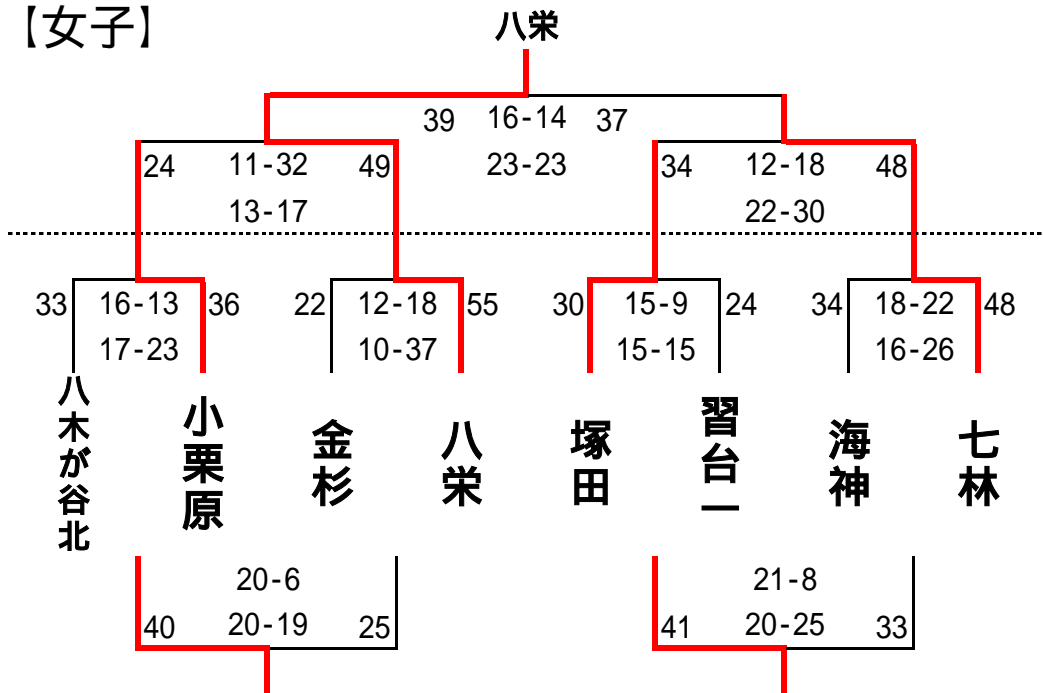 【女子】
八栄
39 16-14 37
23-23
24 11-32 49
13-17
34 12-18 48
22-30
33 16-13 36
17-23
22 12-18 55
10-37
30 15-9 24
15-15
34 18-22 48
16-26
八木が谷北
小栗原
金杉
八栄
塚田
習台一
海神
七林
20-6
40 20-19 25
21-8
41 20-25 33